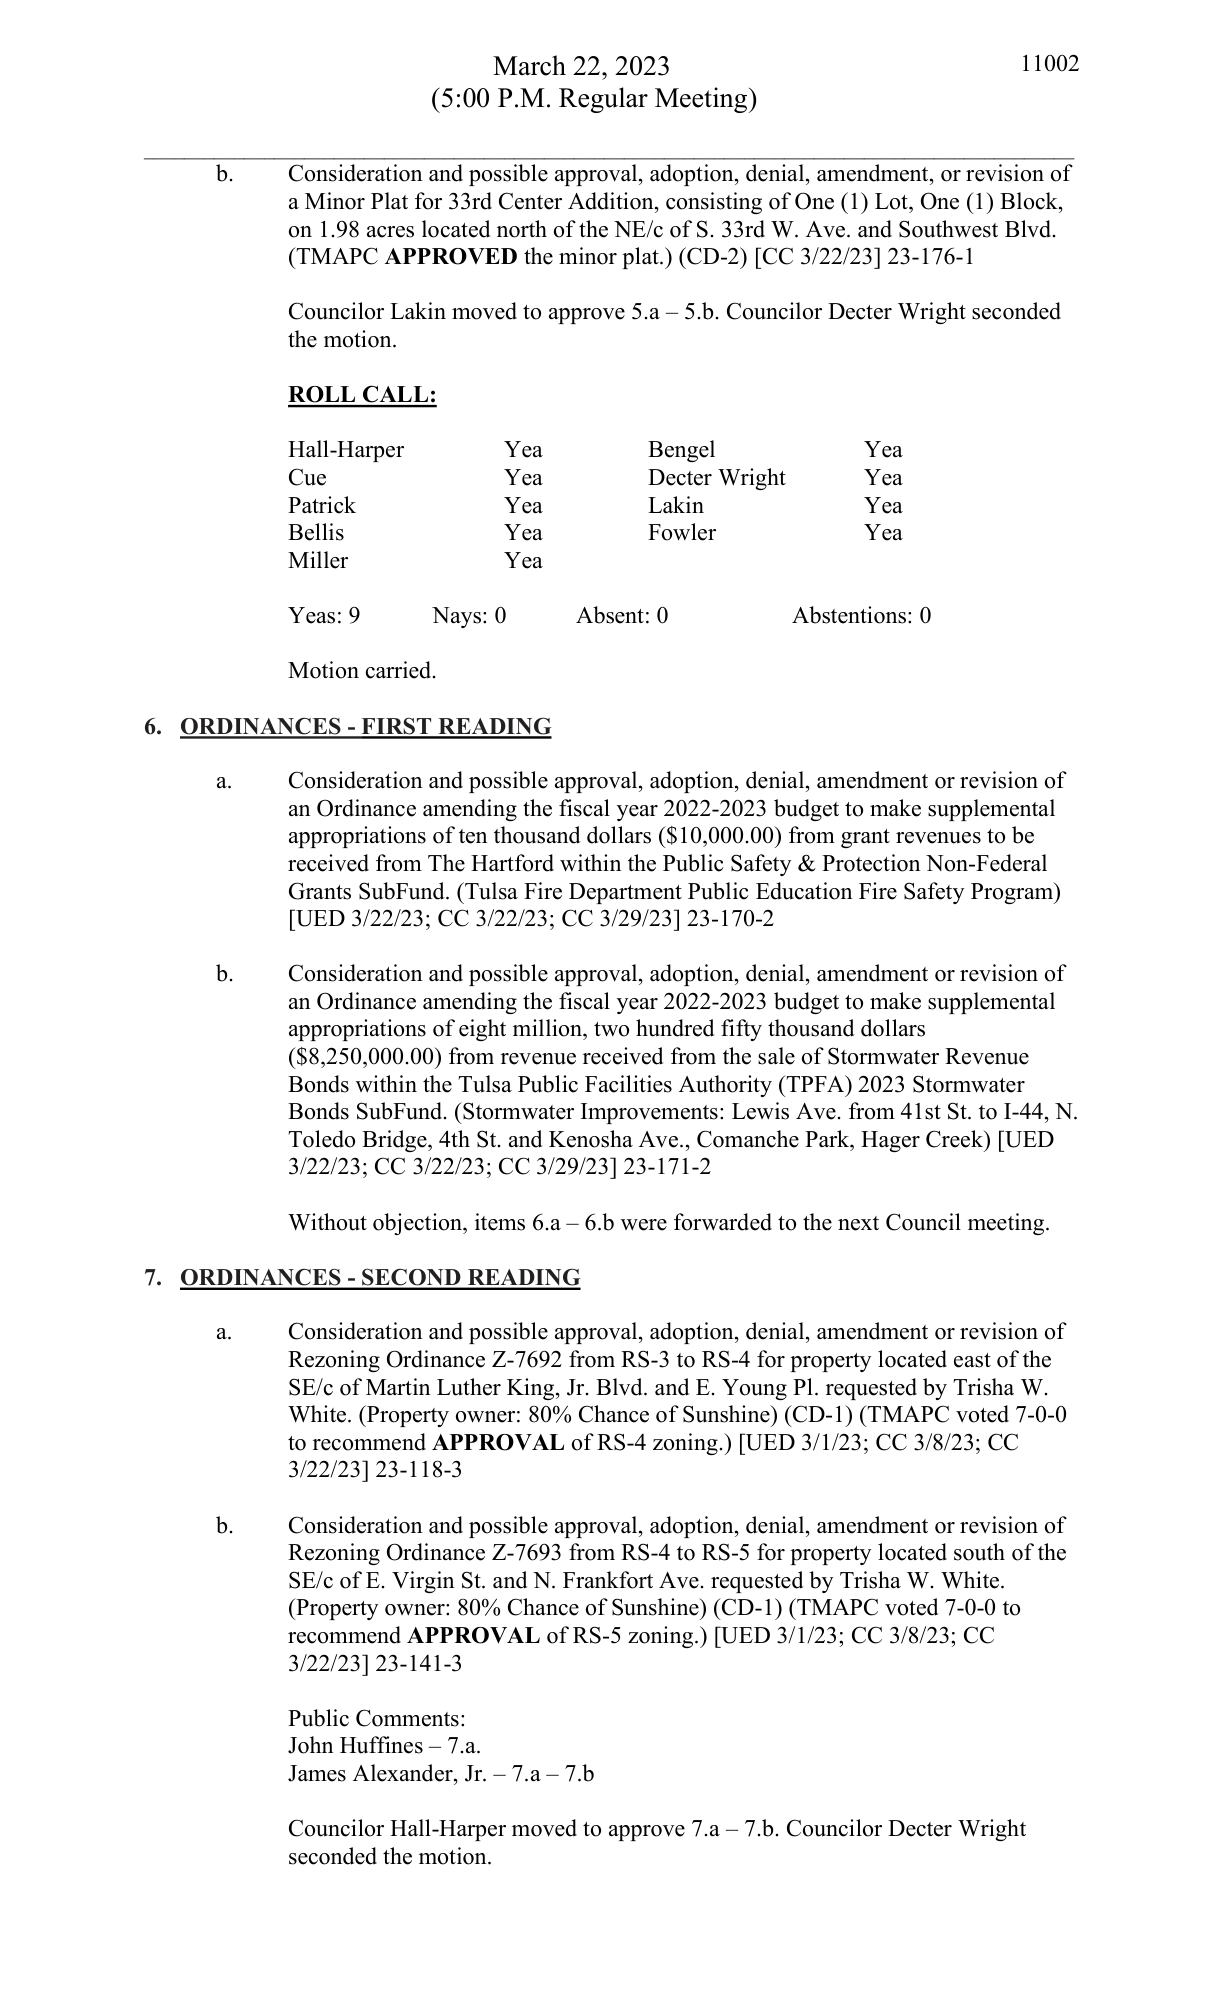 March 22, 2023
11002
(5:00 P.M. Regular Meeting)
b. Consideration and possible approval, adoption, denial, amendment, or revision of
a Minor Plat for 33rd Center Addition, consisting of One (1) Lot, One (1) Block,
on 1.98 acres located north of the NE/c of S. 33rd W. Ave. and Southwest Blvd.
(TMAPC APPROVED the minor plat.) (CD-2) [CC 3/22/23] 23-176-1
Councilor Lakin moved to approve 5.a – 5.b. Councilor Decter Wright seconded
the motion.
ROLL CALL:
Hall-Harper Yea Bengel Yea
Cue Yea Decter Wright Yea
Patrick Yea Lakin Yea
Bellis Yea Fowler Yea
Miller Yea
Yeas: 9 Nays: 0 Absent: 0 Abstentions: 0
Motion carried.
6. ORDINANCES - FIRST READING
a. Consideration and possible approval, adoption, denial, amendment or revision of
an Ordinance amending the fiscal year 2022-2023 budget to make supplemental
appropriations of ten thousand dollars ($10,000.00) from grant revenues to be
received from The Hartford within the Public Safety & Protection Non-Federal
Grants SubFund. (Tulsa Fire Department Public Education Fire Safety Program)
[UED 3/22/23; CC 3/22/23; CC 3/29/23] 23-170-2
b. Consideration and possible approval, adoption, denial, amendment or revision of
an Ordinance amending the fiscal year 2022-2023 budget to make supplemental
appropriations of eight million, two hundred fifty thousand dollars
($8,250,000.00) from revenue received from the sale of Stormwater Revenue
Bonds within the Tulsa Public Facilities Authority (TPFA) 2023 Stormwater
Bonds SubFund. (Stormwater Improvements: Lewis Ave. from 41st St. to I-44, N.
Toledo Bridge, 4th St. and Kenosha Ave., Comanche Park, Hager Creek) [UED
3/22/23; CC 3/22/23; CC 3/29/23] 23-171-2
Without objection, items 6.a – 6.b were forwarded to the next Council meeting.
7. ORDINANCES - SECOND READING
a. Consideration and possible approval, adoption, denial, amendment or revision of
Rezoning Ordinance Z-7692 from RS-3 to RS-4 for property located east of the
SE/c of Martin Luther King, Jr. Blvd. and E. Young Pl. requested by Trisha W.
White. (Property owner: 80% Chance of Sunshine) (CD-1) (TMAPC voted 7-0-0
to recommend APPROVAL of RS-4 zoning.) [UED 3/1/23; CC 3/8/23; CC
3/22/23] 23-118-3
b. Consideration and possible approval, adoption, denial, amendment or revision of
Rezoning Ordinance Z-7693 from RS-4 to RS-5 for property located south of the
SE/c of E. Virgin St. and N. Frankfort Ave. requested by Trisha W. White.
(Property owner: 80% Chance of Sunshine) (CD-1) (TMAPC voted 7-0-0 to
recommend APPROVAL of RS-5 zoning.) [UED 3/1/23; CC 3/8/23; CC
3/22/23] 23-141-3
Public Comments:
John Huffines – 7.a.
James Alexander, Jr. – 7.a – 7.b
Councilor Hall-Harper moved to approve 7.a – 7.b. Councilor Decter Wright
seconded the motion.